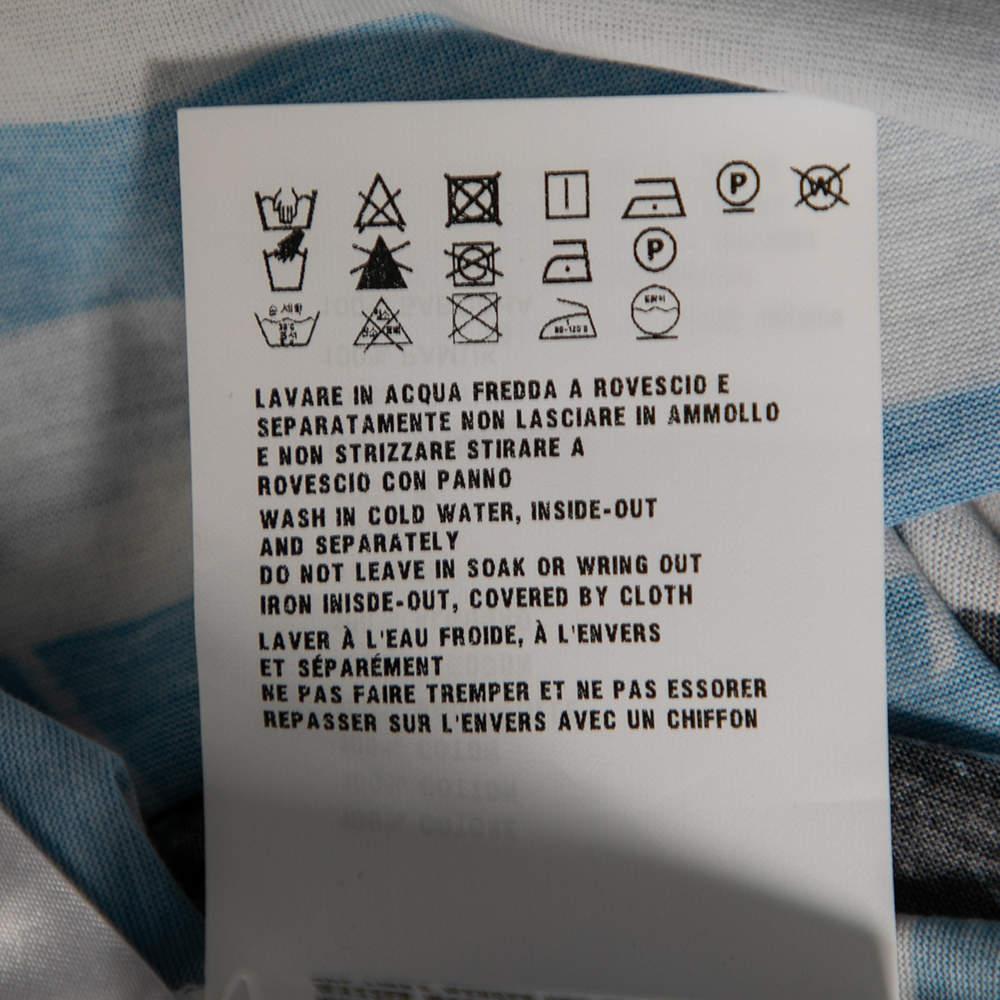 P W
P
LAVARE IN ACQUA FREDDA A ROVESCIO E
SEPARATAMENTE NON LASCIARE IN AMMOLLO
E NON STRIZZARE STIRARE A
ROVESCIO CON PANNO
WASH IN COLD WATER, INSIDE-OUT
AND SEPARATELY
DO NOT LEAVE IN SOAK OR WRING OUT
IRON INISDE-OUT, COVERED BY CLOTH
LAVER À L'EAU FROIDE, À L'ENVERS
ET SÉPARÉMENT
NE PAS FAIRE TREMPER ET NE PAS ESSORER
REPASSER SUR L'ENVERS AVEC UN CHIFFON